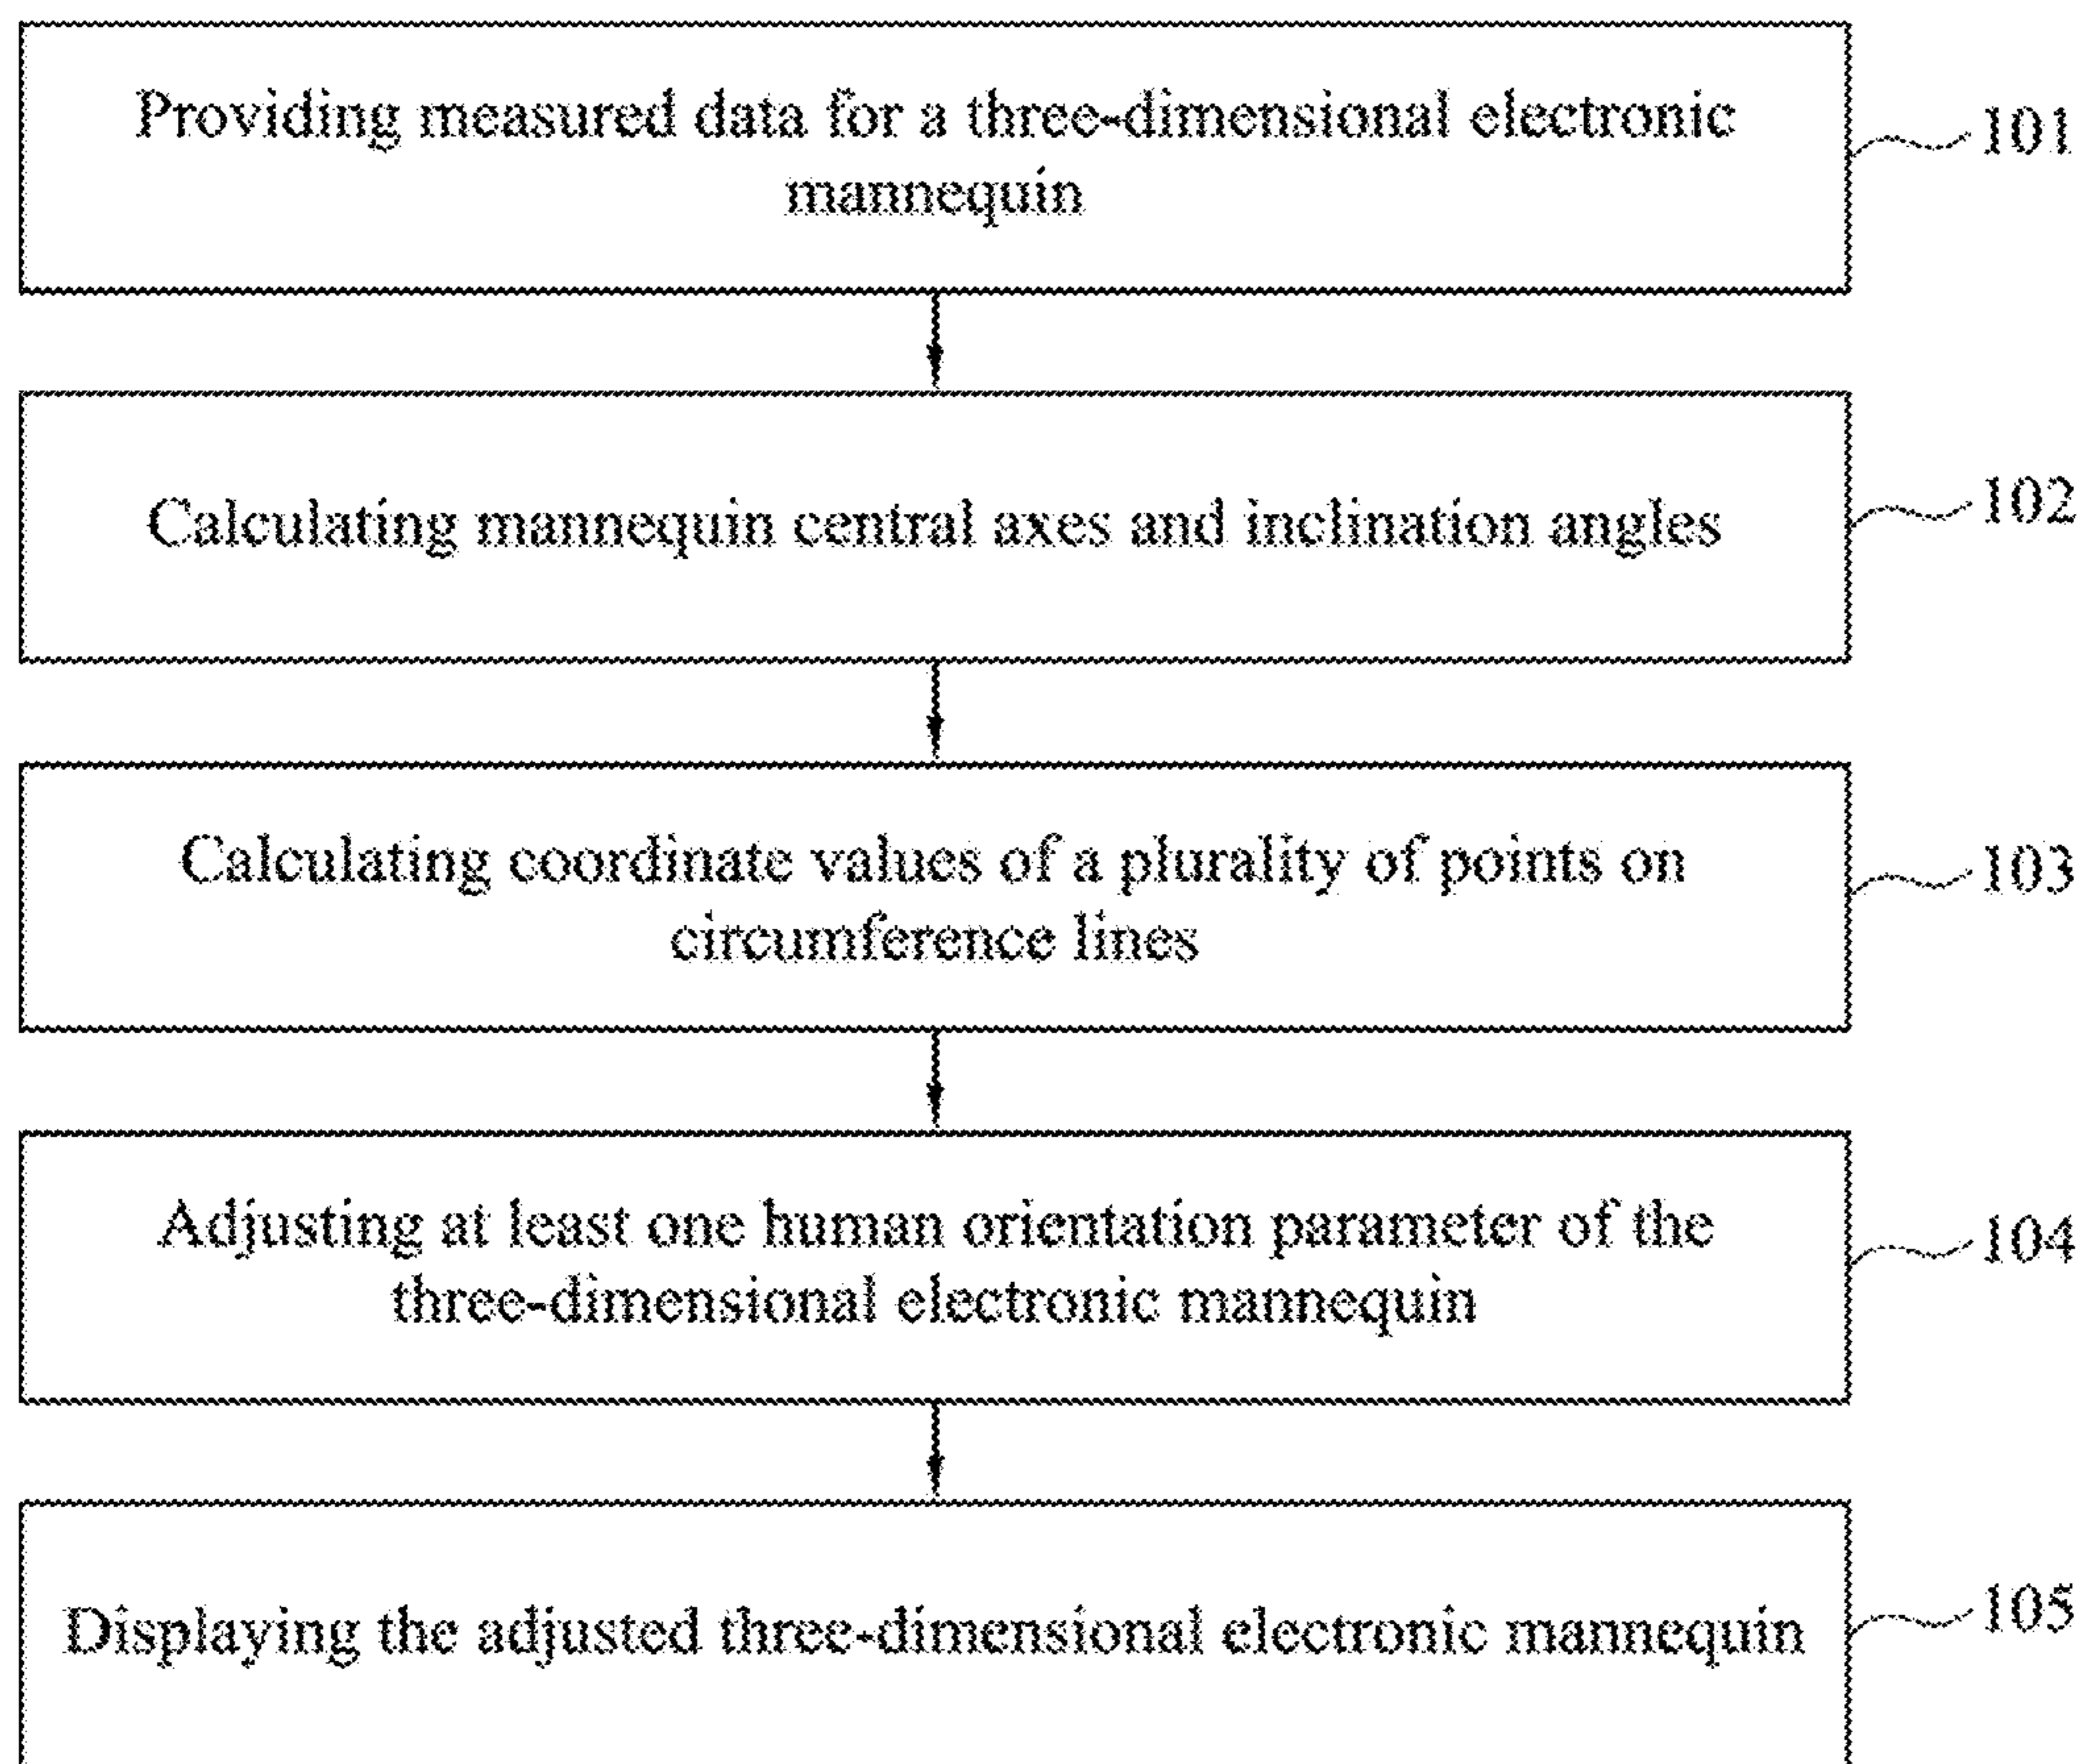 Providing measured data for a three-dimensional electronic
mannequin
101
Calculating mannequin central axes and inclination angles
102
Calculating coordinate values of a plurality of points on
circumference lines
103
Adjusting at least one human orientation parameter of the
three-dimensional electronic mannequin
104
Displaying the adjusted three-dimensional electronic mannequin
105